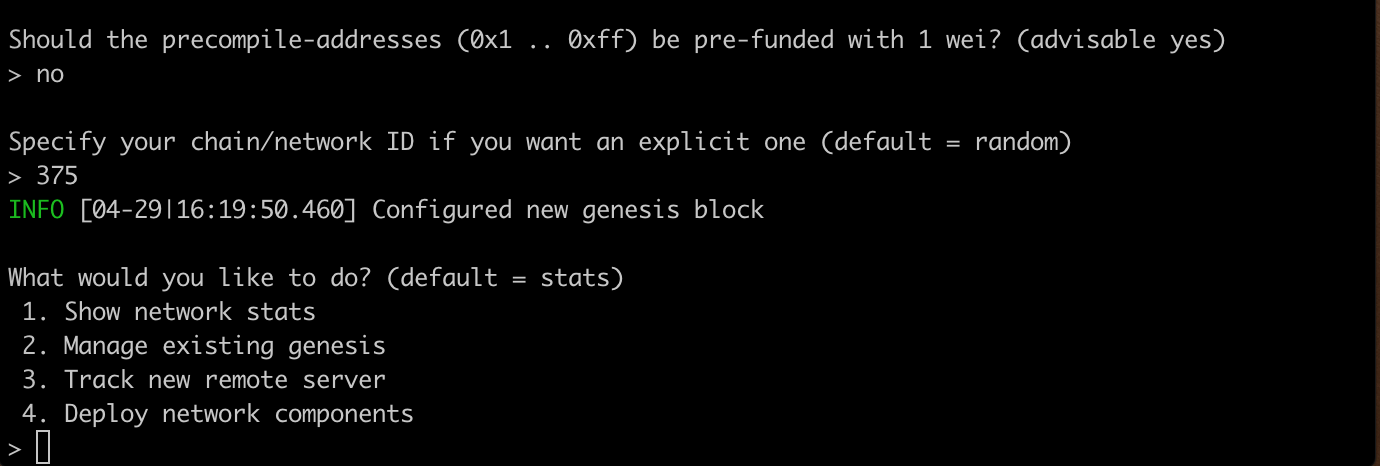 Should the precompile-addresses (0x1 .. 0xff) be pre-funded with 1 wei? (advisable yes)
> no
Specify your chain/network ID if you want an explicit one (default = random)
> 375
INFO [04-29|16:19:50.460] Configured new genesis block
What would you like to do? (default = stats)
1. Show network stats
2. Manage existing genesis
3. Track new remote server
4. Deploy network components
>